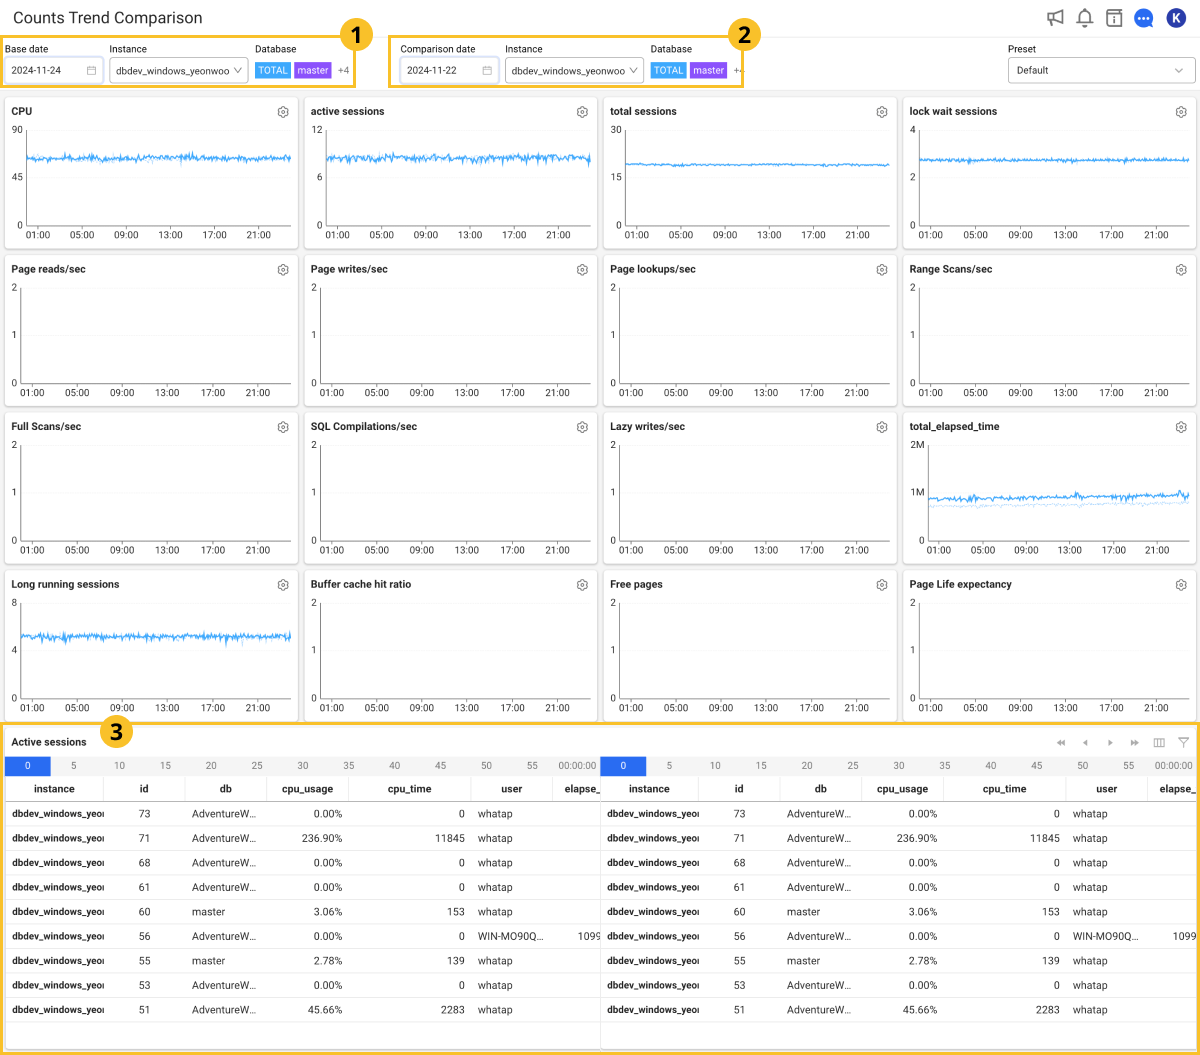 Counts Trend Comparison
K
1
2
Base date
Instance
Database
Comparison date
Instance
Database
Preset
2024-11-24
dbdev_windows_yeonwoo
TOTAL
master
+4
2024-11-22
dbdev_windows_yeonwoo
TOTAL
master
Default
CPU
90
45
0
01:00 05:00 09:00 13:00 17:00 21:00
active sessions
12
6
0
01:00 05:00 09:00 13:00 17:00 21:00
total sessions
30
15
0
01:00 05:00 09:00 13:00 17:00 21:00
lock wait sessions
4
2
0
01:00 05:00 09:00 13:00 17:00 21:00
Page reads/sec
2
1
0
01:00 05:00 09:00 13:00 17:00 21:00
Page writes/sec
2
1
0
01:00 05:00 09:00 13:00 17:00 21:00
Page lookups/sec
2
1
0
01:00 05:00 09:00 13:00 17:00 21:00
Range Scans/sec
2
1
0
01:00 05:00 09:00 13:00 17:00 21:00
Full Scans/sec
2
1
0
01:00 05:00 09:00 13:00 17:00 21:00
SQL Compilations/sec
2
1
0
01:00 05:00 09:00 13:00 17:00 21:00
Lazy writes/sec
2
1
0
01:00 05:00 09:00 13:00 17:00 21:00
total_elapsed_time
2M
1M
0
01:00 05:00 09:00 13:00 17:00 21:00
Long running sessions
8
4
0
01:00 05:00 09:00 13:00 17:00 21:00
Buffer cache hit ratio
2
1
0
01:00 05:00 09:00 13:00 17:00 21:00
Free pages
2
1
0
01:00 05:00 09:00 13:00 17:00 21:00
Page Life expectancy
2
1
0
01:00 05:00 09:00 13:00 17:00 21:00
3
Active sessions
0 5 10 15 20 25 30 35 40 45 50 55 00:00:00 0 5 10 15 20 25 30 35 40 45 50 55 00:00:00
instance id db cpu_usage cpu_time user elapse_ instance id db cpu_usage cpu_time user elapse_
dbdev_windows_yeon 73 AdventureW... 0.00% 0 whatap dbdev_windows_yeon 73 AdventureW... 0.00% 0 whatap
dbdev_windows_yeon 71 AdventureW... 236.90% 11845 whatap dbdev_windows_yeon 71 AdventureW... 236.90% 11845 whatap
dbdev_windows_yeon 68 AdventureW... 0.00% 0 whatap dbdev_windows_yeon 68 AdventureW... 0.00% 0 whatap
dbdev_windows_yeon 61 AdventureW... 0.00% 0 whatap dbdev_windows_yeon 61 AdventureW... 0.00% 0 whatap
dbdev_windows_yeon 60 master 3.06% 153 whatap dbdev_windows_yeon 60 master 3.06% 153 whatap
dbdev_windows_yeon 56 AdventureW... 0.00% 0 WIN-MO90Q... 1099 dbdev_windows_yeon 56 AdventureW... 0.00% 0 WIN-MO90Q... 1099
dbdev_windows_yeon 55 master 2.78% 139 whatap dbdev_windows_yeon 55 master 2.78% 139 whatap
dbdev_windows_yeon 53 AdventureW... 0.00% 0 whatap dbdev_windows_yeon 53 AdventureW... 0.00% 0 whatap
dbdev_windows_yeon 51 AdventureW... 45.66% 2283 whatap dbdev_windows_yeon 51 AdventureW... 45.66% 2283 whatap